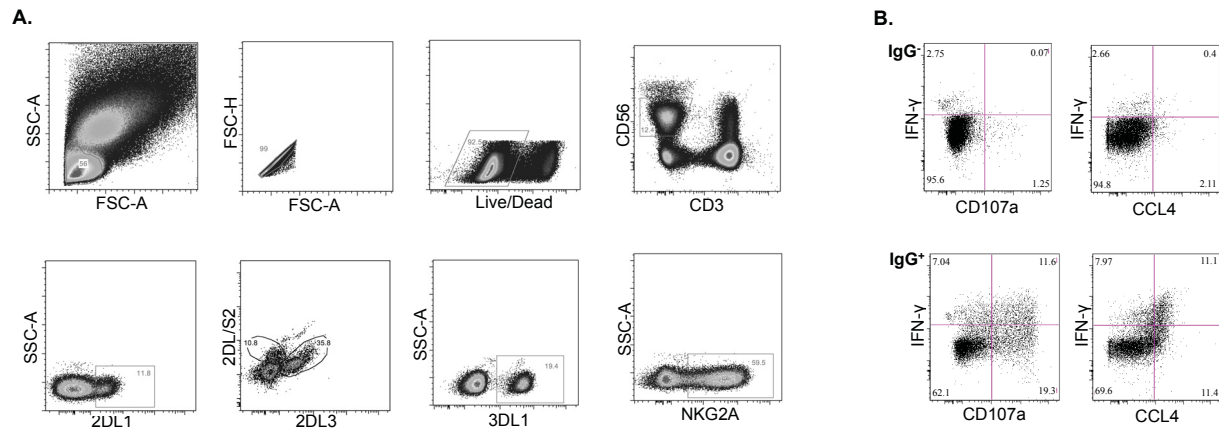 A.
SSC-A
56
FSC-A
FSC-H
99
FSC-A
92.5
Live/Dead
CD56
CD3
SSC-A
11.8
2DL1
2DL/S2
10.8
35.8
2DL3
SSC-A
19.4
3DL1
SSC-A
59.5
NKG2A
B.
IgG-
IFN-γ
2.75
0.07
95.6
1.25
CD107a
IFN-γ
2.66
0.4
94.8
2.11
CCL4
IgG+
IFN-γ
7.04
11.6
62.1
19.3
CD107a
IFN-γ
7.97
11.1
69.6
11.4
CCL4